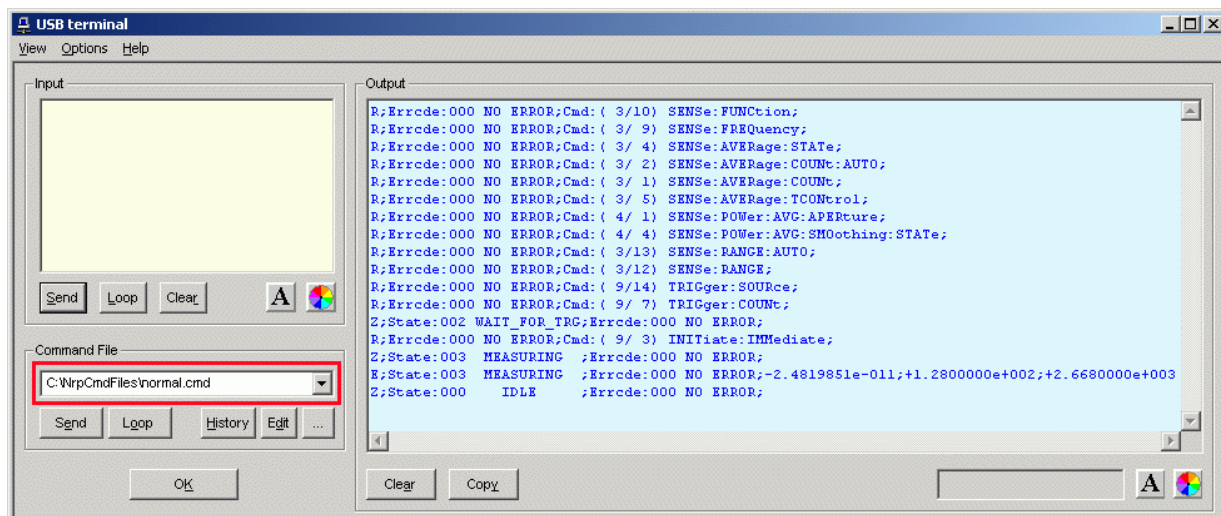 USB terminal
View Options Help
Input
Send Loop Clear A
Command File
C:\NrpCmdFiles\normal.cmd
Send Loop History Edit ...
OK
Output
R;Errcde:000 NO ERROR;Cmd:( 3/10) SENSe:FUNCtion;
R;Errcde:000 NO ERROR;Cmd:( 3/ 9) SENSe:FREQuency;
R;Errcde:000 NO ERROR;Cmd:( 3/ 4) SENSe:AVERage:STATe;
R;Errcde:000 NO ERROR;Cmd:( 3/ 2) SENSe:AVERage:COUNt:AUTO;
R;Errcde:000 NO ERROR;Cmd:( 3/ 1) SENSe:AVERage:COUNt;
R;Errcde:000 NO ERROR;Cmd:( 3/ 5) SENSe:AVERage:TCONtrol;
R;Errcde:000 NO ERROR;Cmd:( 4/ 1) SENSe:POWer:AVG:APERture;
R;Errcde:000 NO ERROR;Cmd:( 4/ 4) SENSe:POWer:AVG:SMOothing:STATe;
R;Errcde:000 NO ERROR;Cmd:( 3/13) SENSe:RANGE:AUTO;
R;Errcde:000 NO ERROR;Cmd:( 3/12) SENSe:RANGE;
R;Errcde:000 NO ERROR;Cmd:( 9/14) TRIGger:SOURce;
R;Errcde:000 NO ERROR;Cmd:( 9/ 7) TRIGger:COUNt;
Z;State:002 WAIT_FOR_TRG;Errcde:000 NO ERROR;
R;Errcde:000 NO ERROR;Cmd:( 9/ 3) INITiate:IMMediate;
Z;State:003 MEASURING ;Errcde:000 NO ERROR;
E;State:003 MEASURING ;Errcde:000 NO ERROR;-2.4819851e-011;+1.2800000e+002;+2.6680000e+003
Z;State:000 IDLE ;Errcde:000 NO ERROR;
Clear Copy A